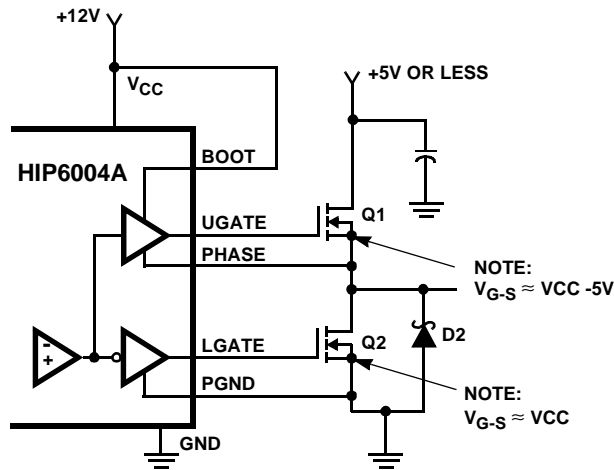 +12V
+5V OR LESS
VCC
BOOT
HIP6004A
UGATE
Q1
PHASE
NOTE:
VG-S ≈ VCC -5V
-
+
LGATE
Q2
D2
PGND
NOTE:
VG-S ≈ VCC
GND